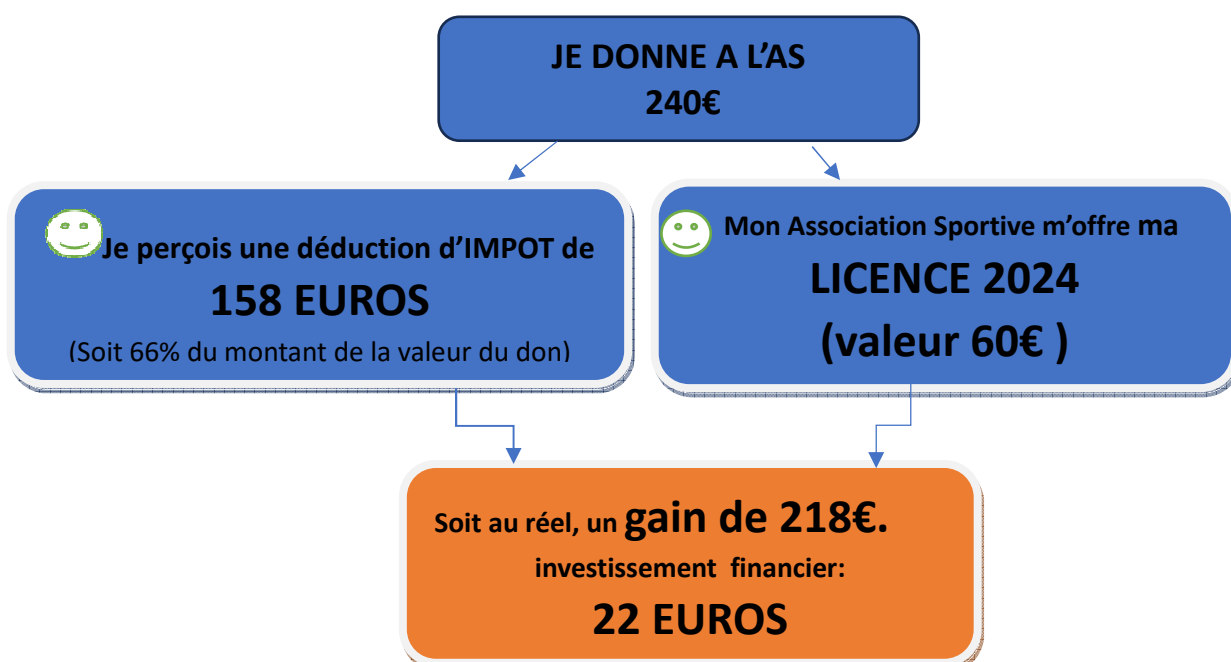 JE DONNE A L’AS
240€
Je perçois une déduction d’IMPOT de
158 EUROS
(Soit 66% du montant de la valeur du don)
Mon Association Sportive m’offre ma
LICENCE 2024
(valeur 60€ )
Soit au réel, un gain de 218€.
investissement financier:
22 EUROS